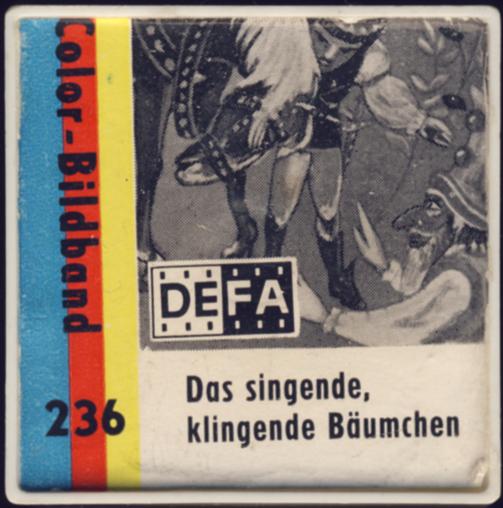 Color-Bildband
236
DEFA
Das singende,
klingende Bäumchen